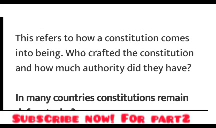 This refers to how a constitution comes
into being. Who crafted the constitution
and how much authority did they have?
In many countries constitutions remain
Subscribe now! For part2